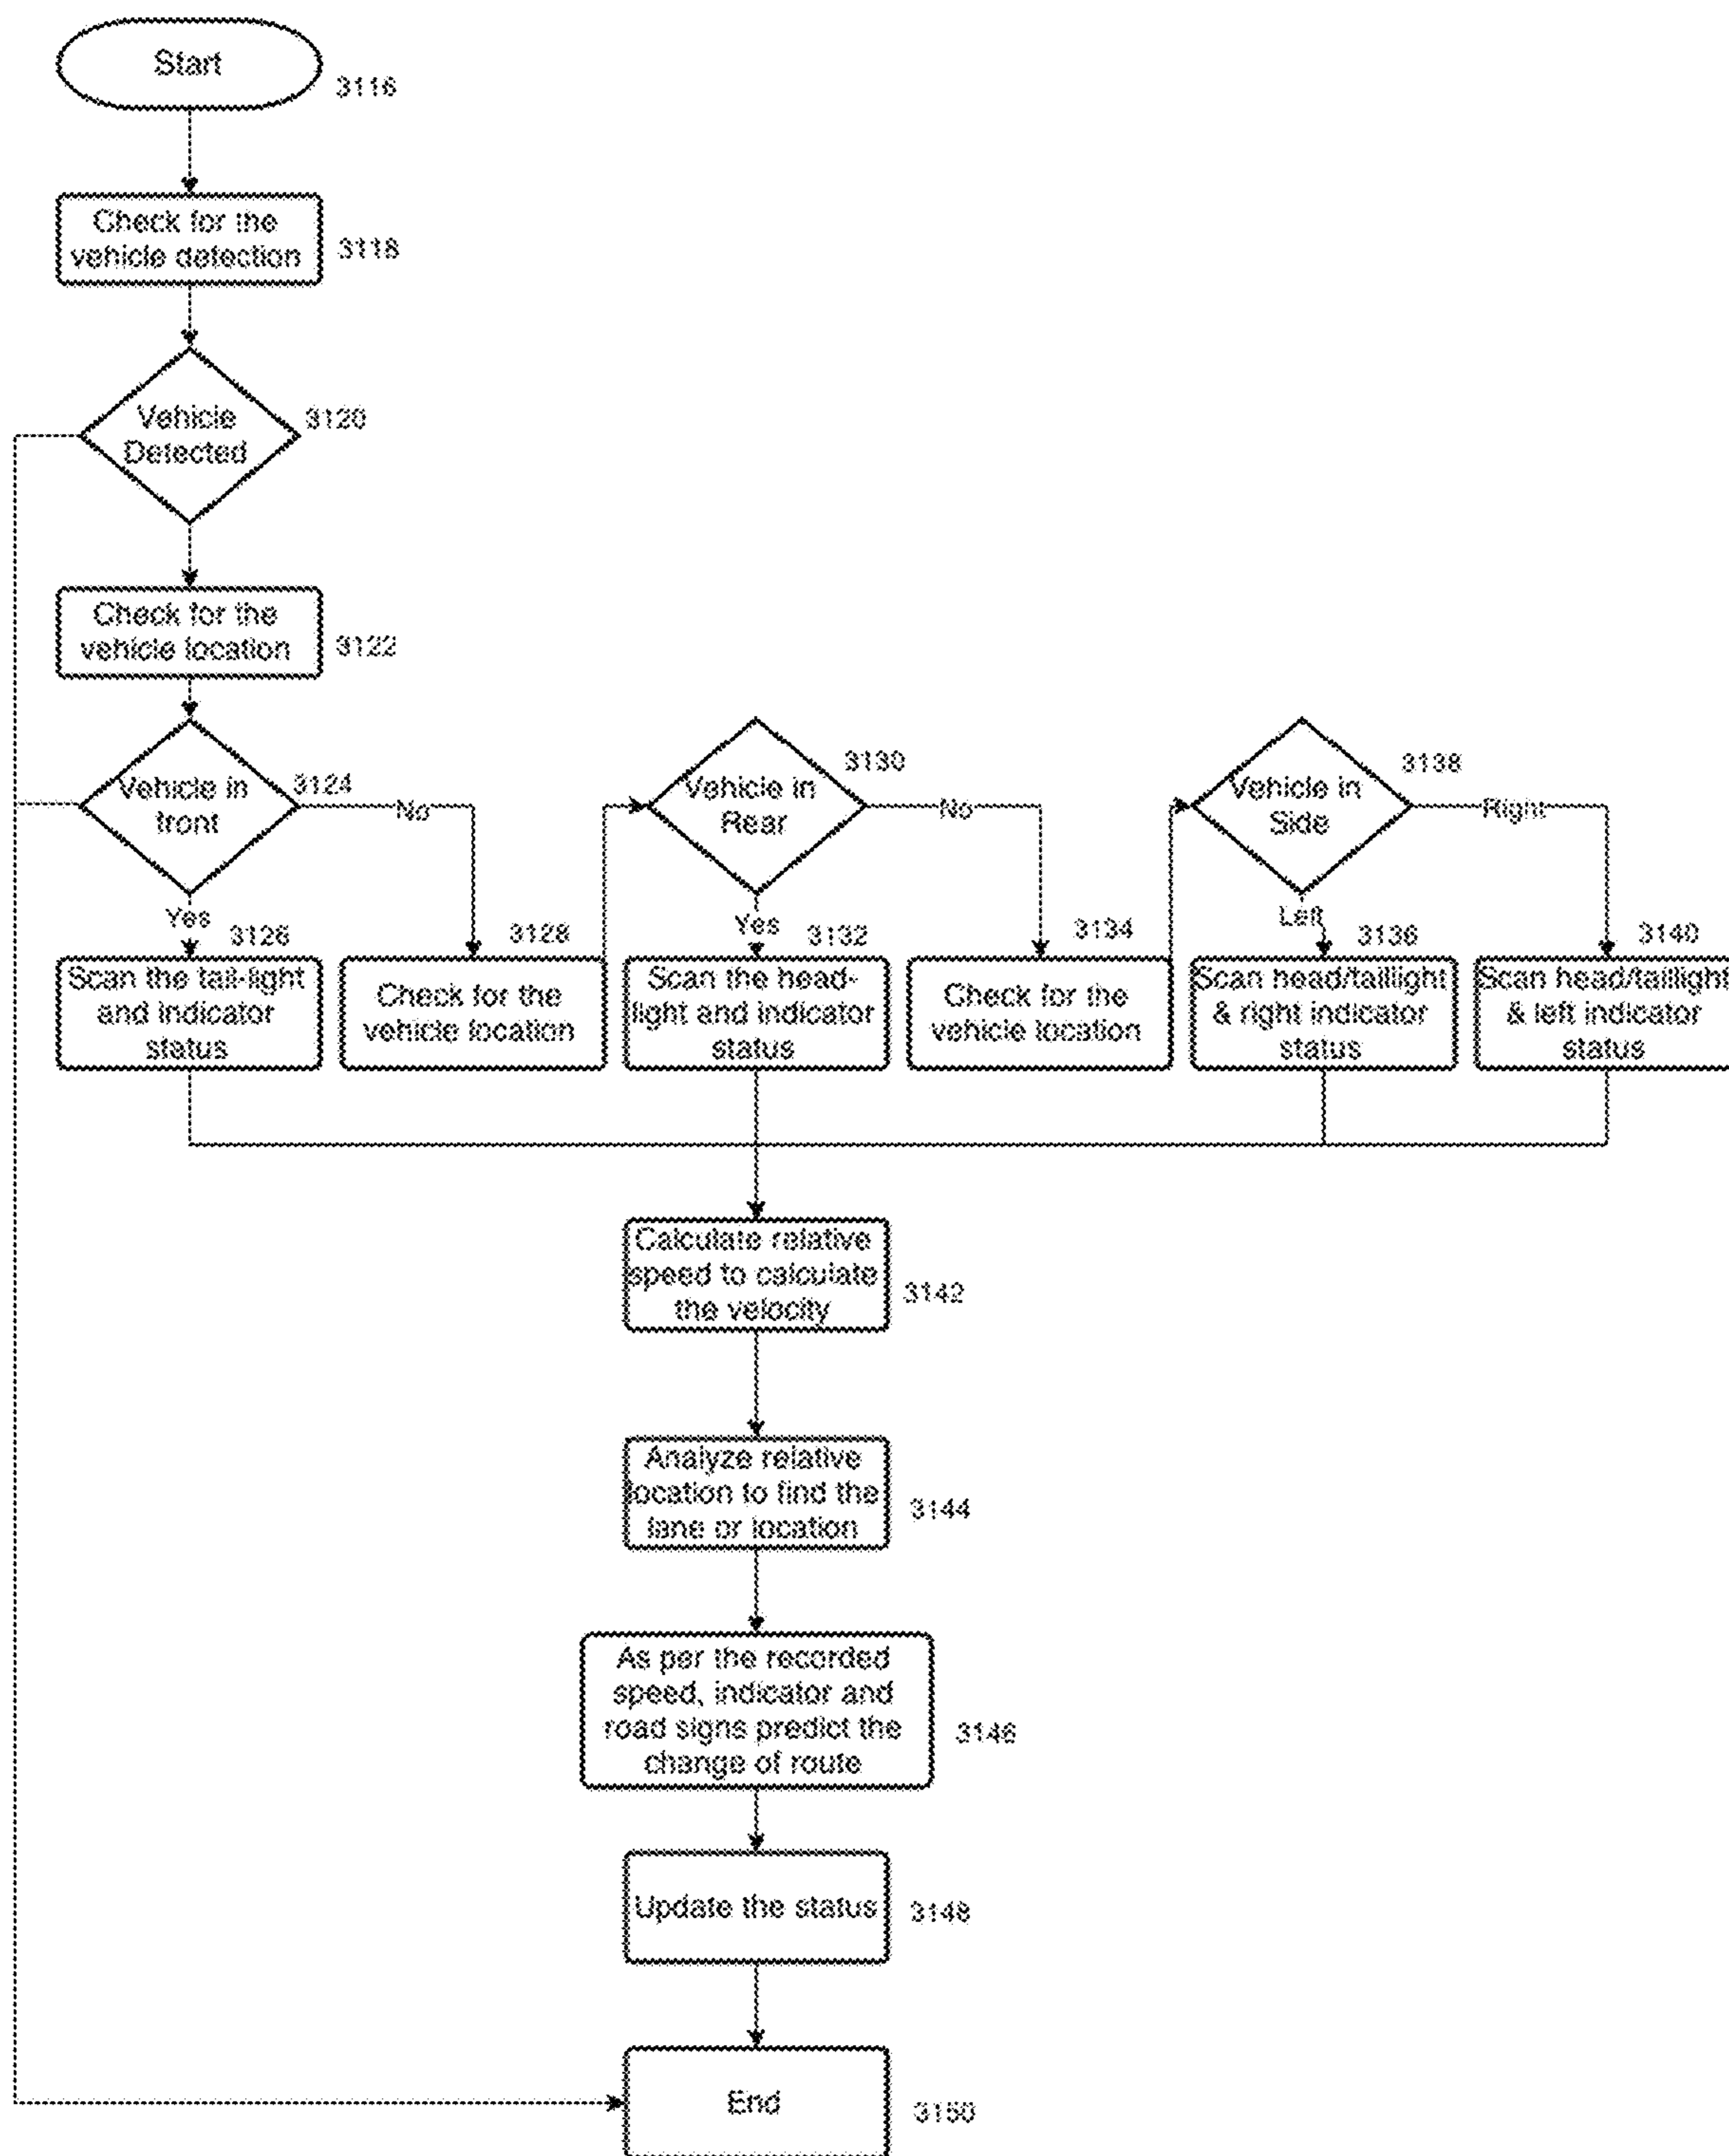 Start
3116
Check for the
vehicle detection
3118
Vehicle
Detected
3120
Check for the
vehicle location
3122
Vehicle in
front
3124
No
Vehicle in
Rear
3130
No
Vehicle in
Side
3138
Right
Yes
Yes
Left
3126
3128
3132
3134
3136
3140
Scan the tail-light
and indicator
status
Check for the
vehicle location
Scan the head-
light and indicator
status
Check for the
vehicle location
Scan head/taillight
& right indicator
status
Scan head/taillight
& left indicator
status
Calculate relative
speed to calculate
the velocity
3142
Analyze relative
location to find the
lane or location
3144
As per the recorded
speed, indicator and
road signs predict the
change of route
3146
Update the status
3148
End
3150